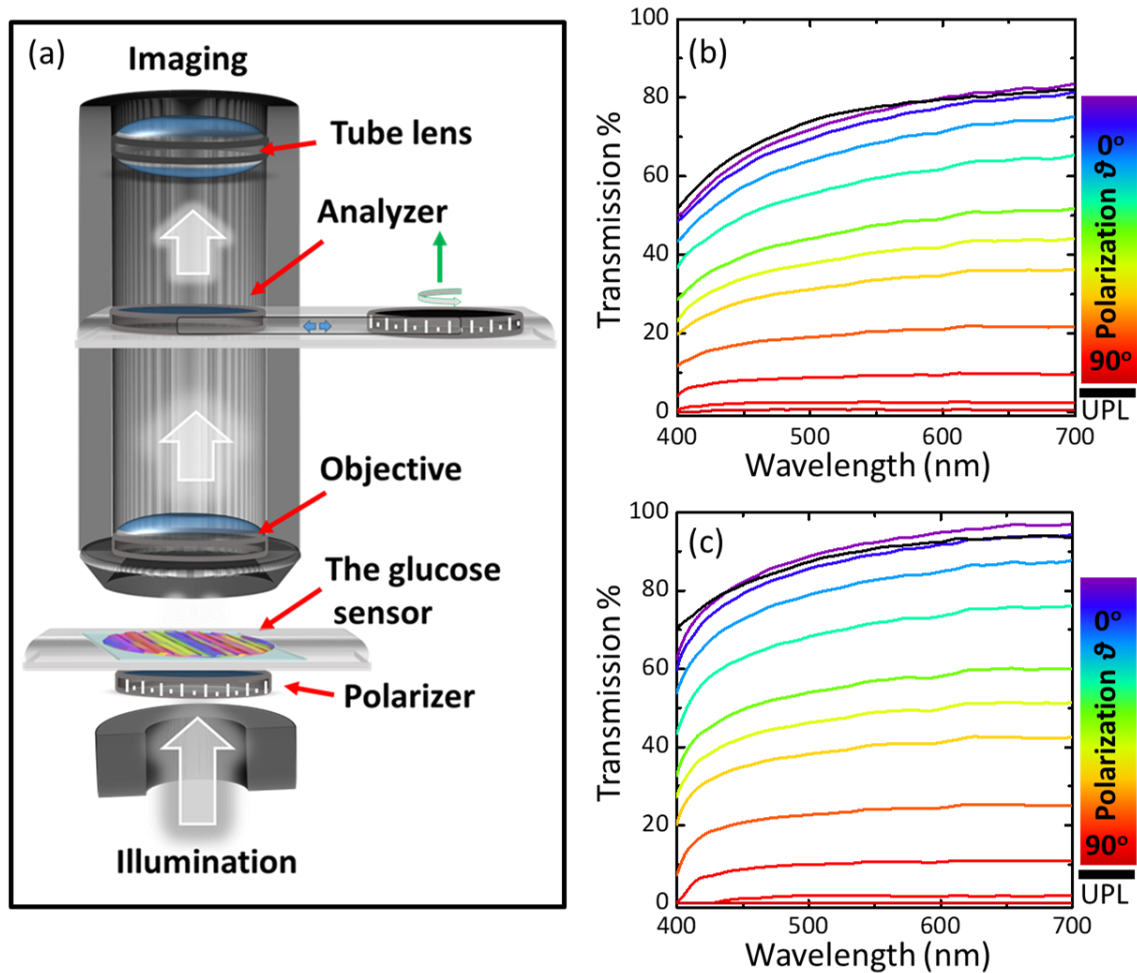 (a)
Imaging
Tube lens
Analyzer
Objective
The glucose
sensor
Polarizer
Illumination
(b)
Transmission %
100
80
60
40
20
0
400
500
600
700
Wavelength (nm)
0°
Polarization ϑ
90°
UPL
(c)
Transmission %
100
80
60
40
20
0
400
500
600
700
Wavelength (nm)
0°
Polarization ϑ
90°
UPL